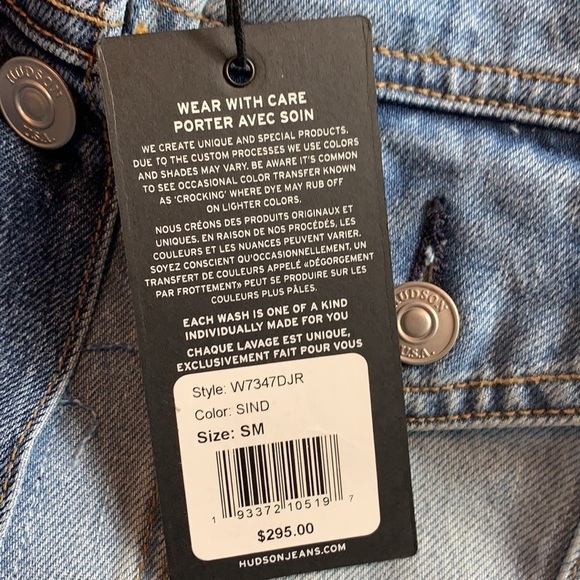 HUDSON
U.S.A.
WEAR WITH CARE
PORTER AVEC SOIN
WE CREATE UNIQUE AND SPECIAL PRODUCTS.
DUE TO THE CUSTOM PROCESSES WE USE COLORS
AND SHADES MAY VARY. BE AWARE IT'S COMMON
TO SEE OCCASIONAL COLOR TRANSFER KNOWN
AS 'CROCKING' WHERE DYE MAY RUB OFF
ON LIGHTER COLORS.
NOUS CRÉONS DES PRODUITS ORIGINAUX ET
UNIQUES. EN RAISON DE NOS PROCÉDÉS, LES
COULEURS ET LES NUANCES PEUVENT VARIER.
SOYEZ CONSCIENT QU'OCCASIONNELLEMENT, UN
TRANSFERT DE COULEURS APPELÉ «DÉGORGEMENT
PAR FROTTEMENT» PEUT SE PRODUIRE SUR LES
COULEURS PLUS PÂLES.
EACH WASH IS ONE OF A KIND
INDIVIDUALLY MADE FOR YOU
CHAQUE LAVAGE EST UNIQUE,
EXCLUSIVEMENT FAIT POUR VOUS
Style: W7347DJR
Color: SIND
Size: SM
1 93372 10519 7
$295.00
HUDSONJEANS.COM
HUDSON
U.S.A.